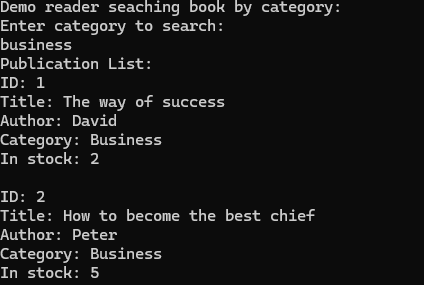 Demo reader seaching book by category:
Enter category to search:
business
Publication List:
ID: 1
Title: The way of success
Author: David
Category: Business
In stock: 2
ID: 2
Title: How to become the best chief
Author: Peter
Category: Business
In stock: 5